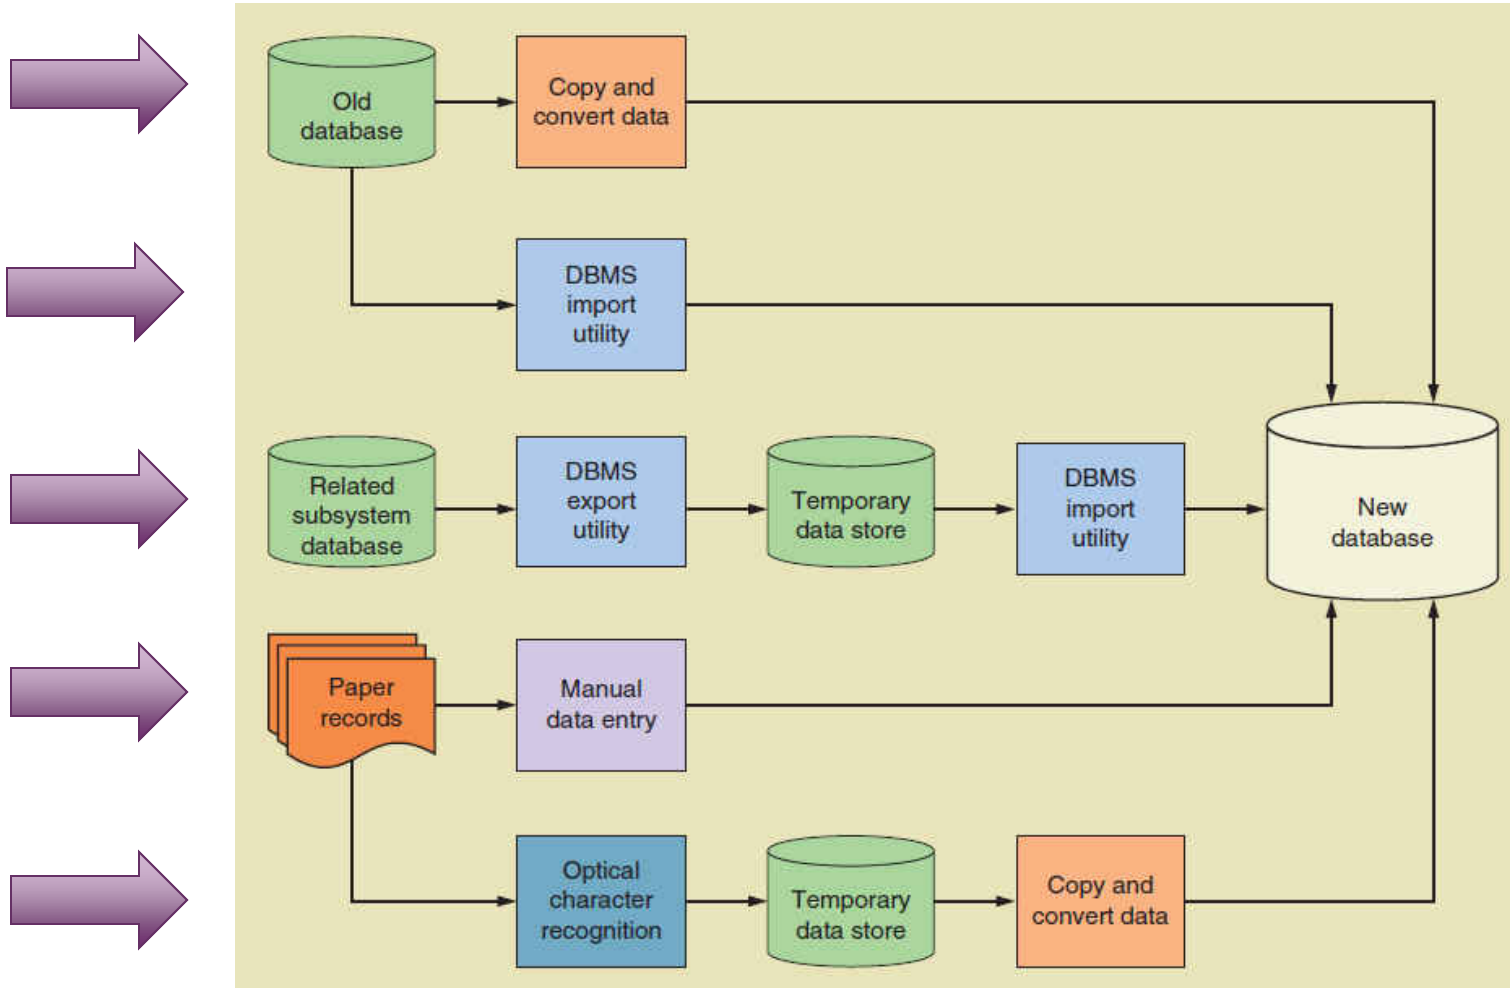 Old
database
Copy and
convert data
DBMS
import
utility
Related
subsystem
database
DBMS
export
utility
Temporary
data store
DBMS
import
utility
New
database
Paper
records
Manual
data entry
Optical
character
recognition
Temporary
data store
Copy and
convert data